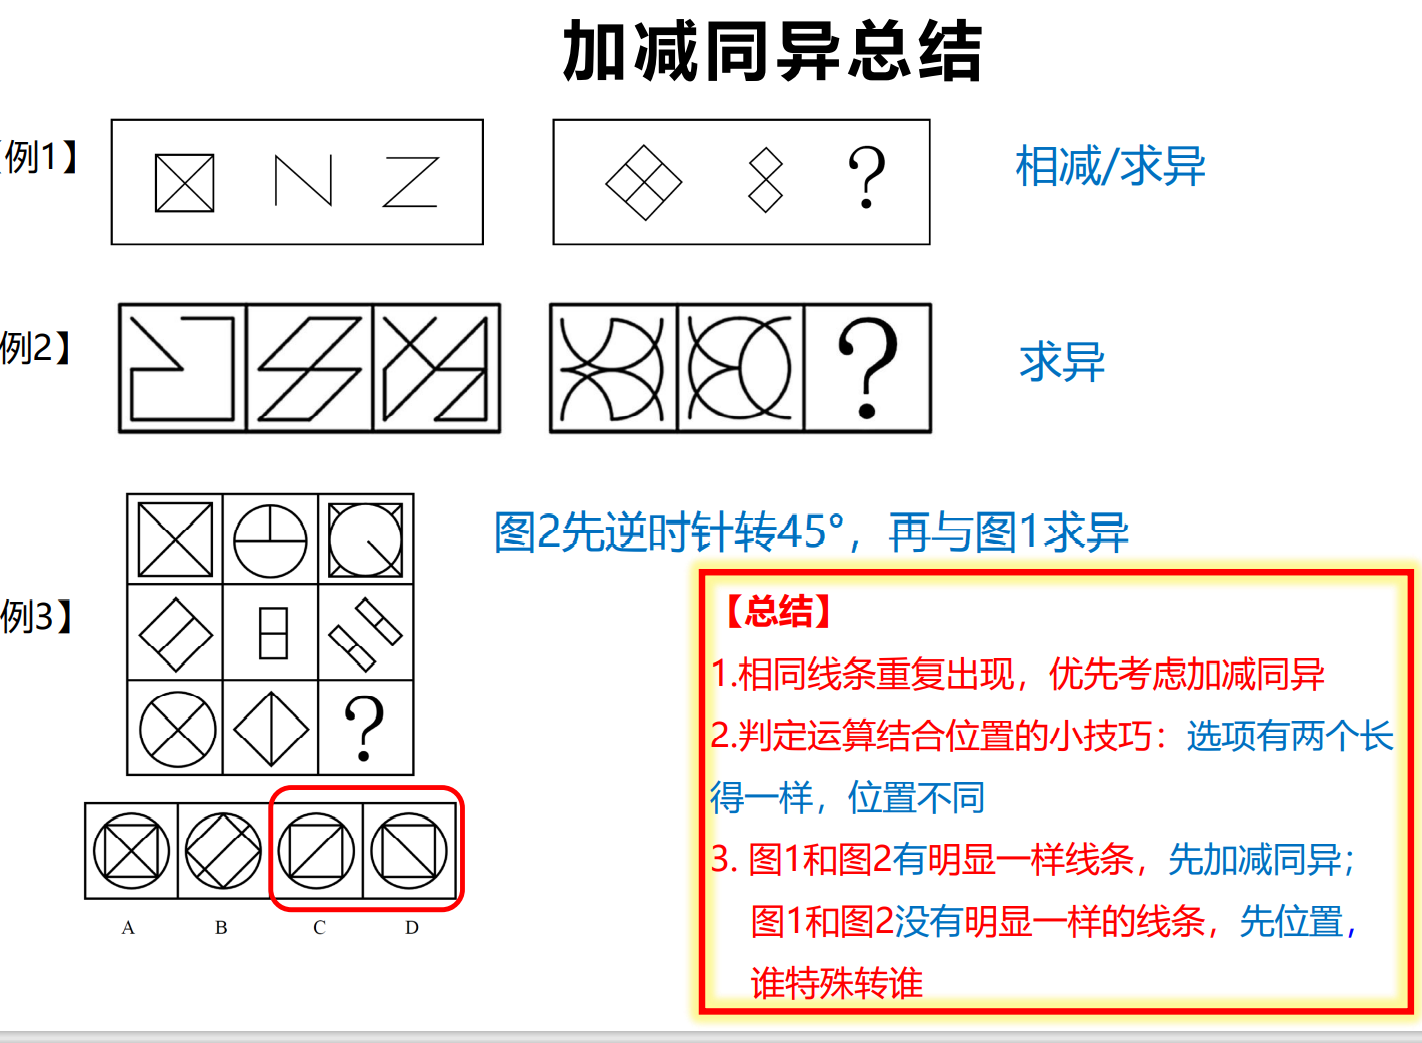 加减同异总结
例1】
?
相减/求异
例2】
?
求异
例3】
图2先逆时针转45°，再与图1求异
?
A B C D
【总结】
1.相同线条重复出现，优先考虑加减同异
2.判定运算结合位置的小技巧：选项有两个长
得一样，位置不同
3. 图1和图2有明显一样线条，先加减同异；
图1和图2没有明显一样的线条，先位置，
谁特殊转谁